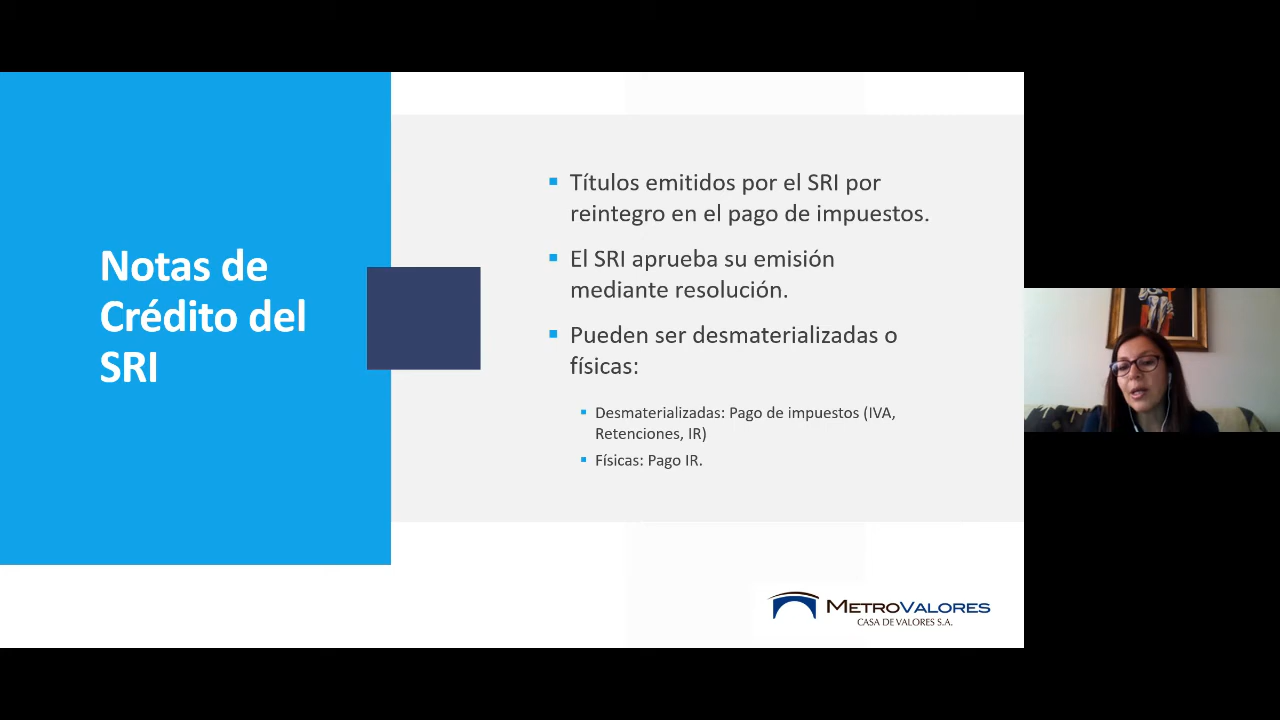 Notas de
Crédito del
SRI
Títulos emitidos por el SRI por
reintegro en el pago de impuestos.
El SRI aprueba su emisión
mediante resolución.
Pueden ser desmaterializadas o
físicas:
Desmaterializadas: Pago de impuestos (IVA,
Retenciones, IR)
Físicas: Pago IR.
METROVALORES
CASA DE VALORES S.A.